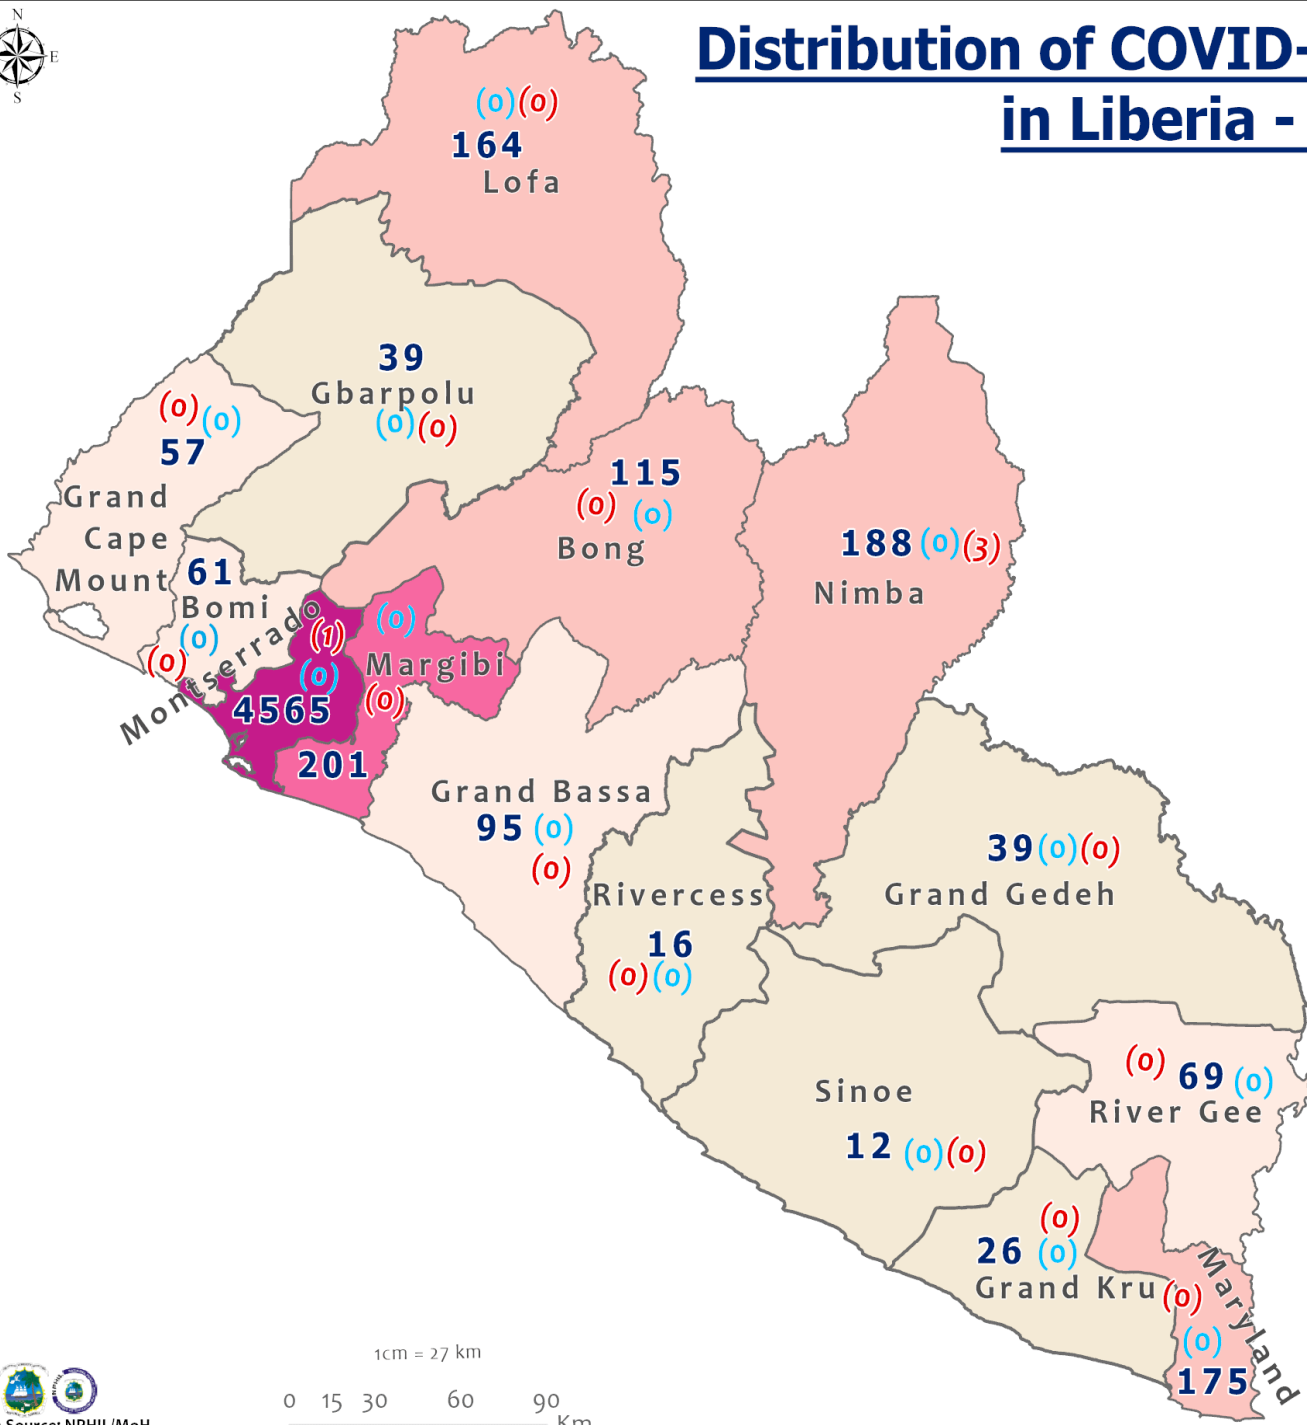 N
E
S
Distribution of COVID-
in Liberia -
(0)(0)
164
Lofa
39
Gbarpolu
(0)(0)
(0)(0)
57
Grand
Cape
Mount
115
(0) (0)
Bong
188 (0)(3)
Nimba
61
Bomi
(0)
(0)
Montserrado
(1)
(0)
4565
(0)
Margibi
(0)
201
Grand Bassa
95 (0)
(0)
Rivercess
16
(0)(0)
39(0)(0)
Grand Gedeh
Sinoe
12 (0)(0)
(0) 69 (0)
River Gee
(0)
26 (0)
Grand Kru
Maryland
(0)
(0)
175
1cm = 27 km
0 15 30 60 90
Km
Source: NPHIL/MoH